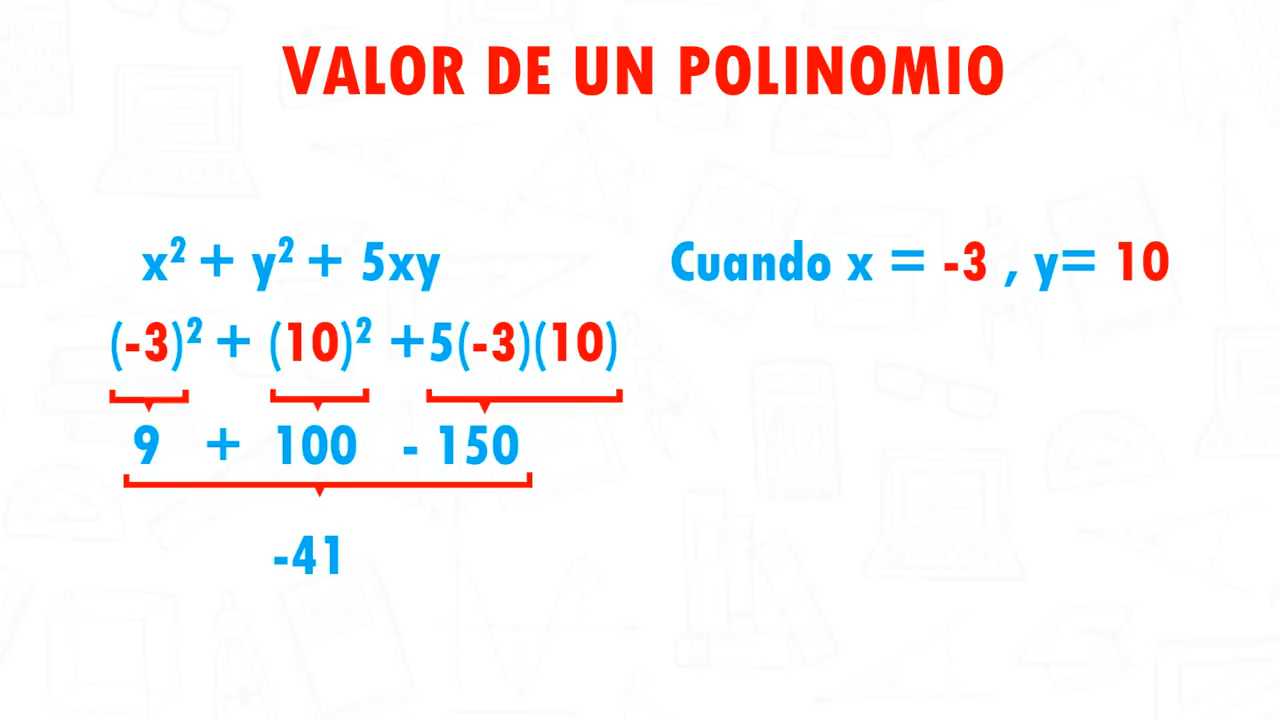 VALOR DE UN POLINOMIO
x² + y² + 5xy
Cuando x = -3 , y= 10
(-3)² + (10)² +5(-3)(10)
9 + 100 - 150
-41